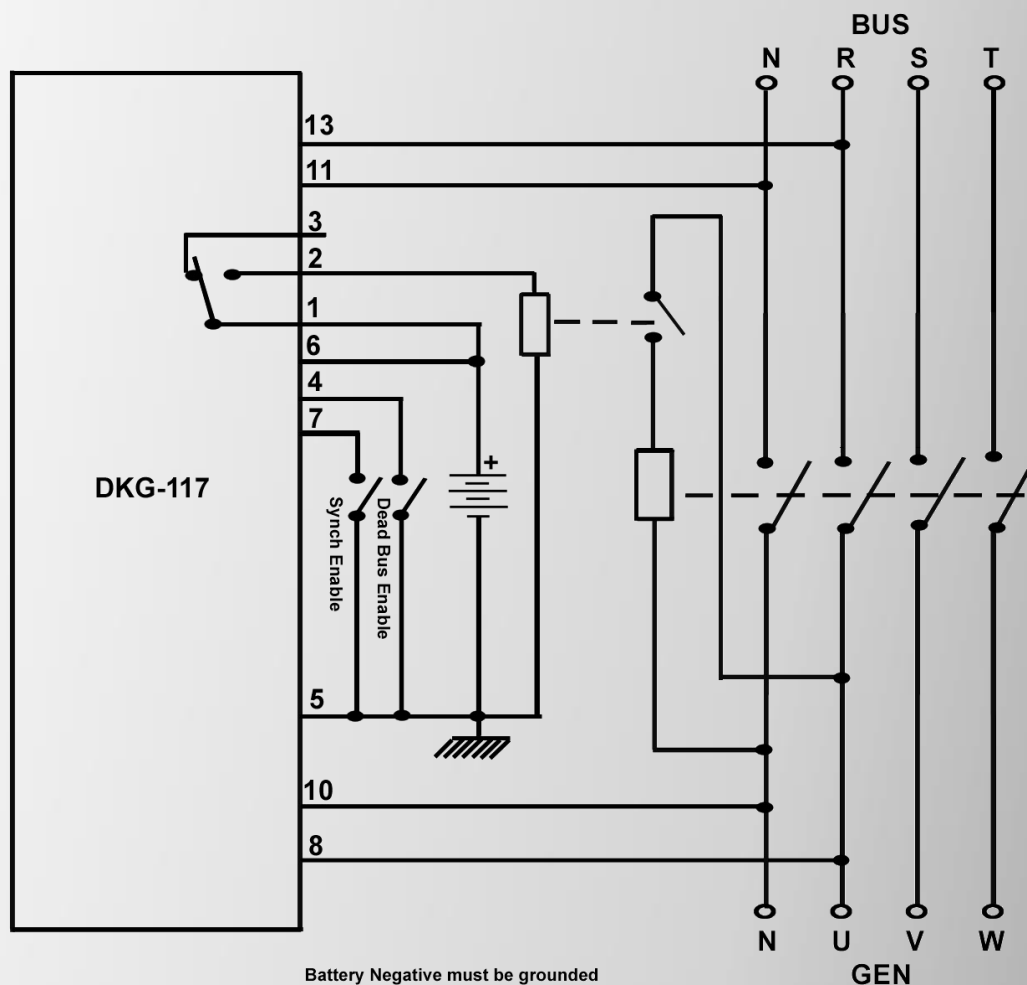 BUS
N R S T
13
11
3
2
1
6
4
7
+
DKG-117
Synch Enable
Dead Bus Enable
5
10
8
N U V W
GEN
Battery Negative must be grounded